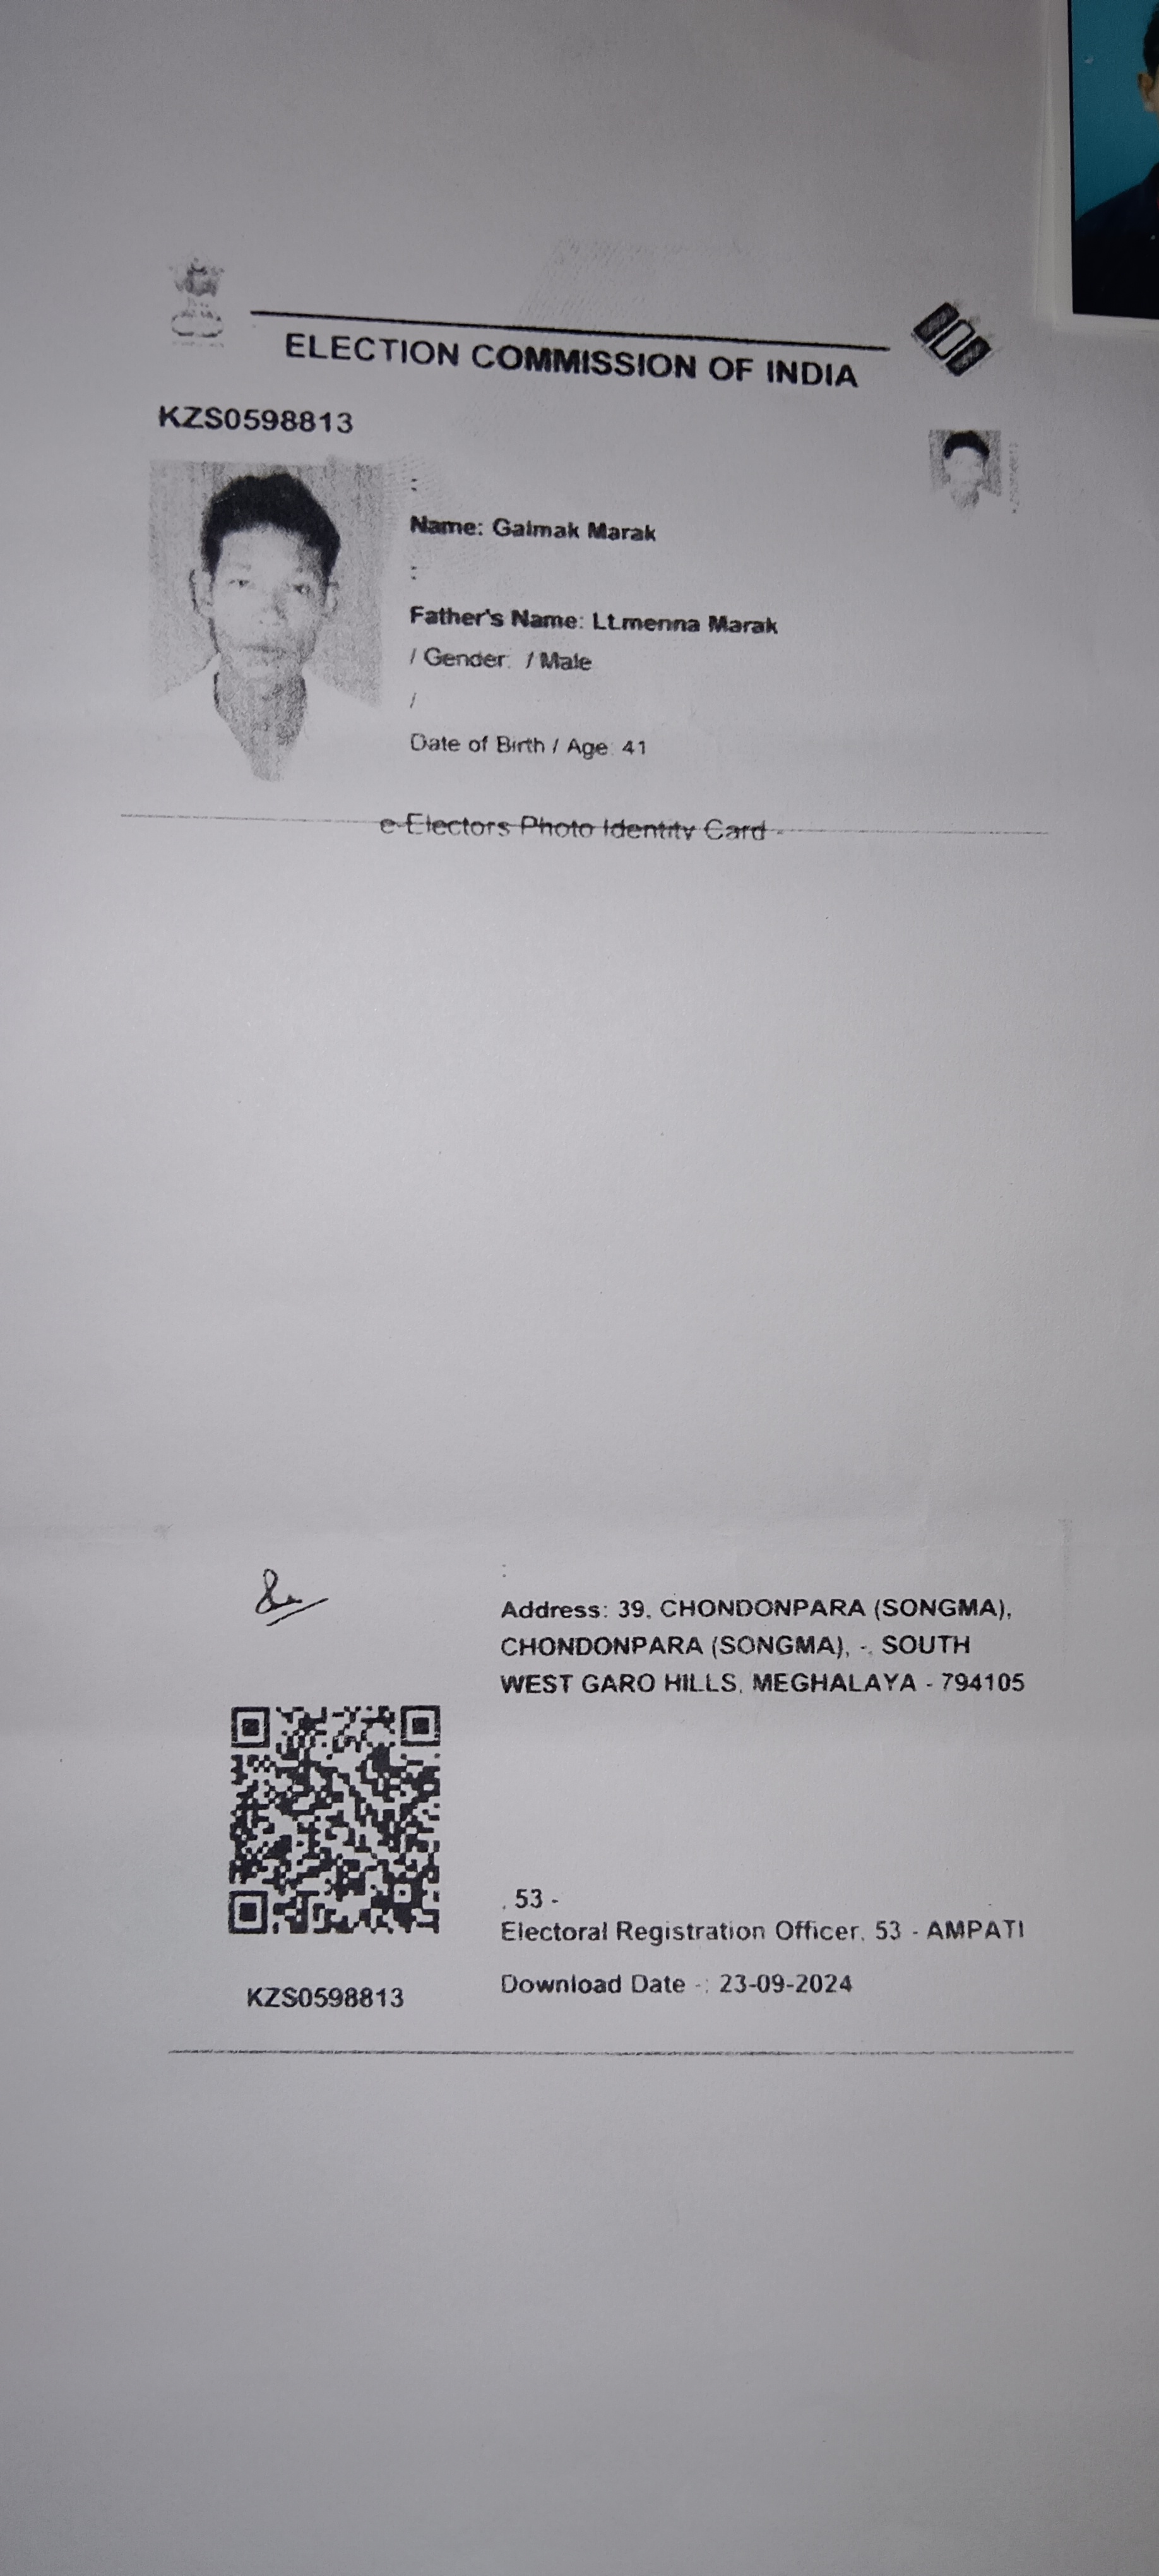 ELECTION COMMISSION OF INDIA
KZS0598813
:
Name: Galmak Marak
:
Father's Name: Lt.menna Marak
/ Gender: / Male
/
Date of Birth / Age: 41
e-Electors Photo Identity Card -
:
Address: 39, CHONDONPARA (SONGMA),
CHONDONPARA (SONGMA), -, SOUTH
WEST GARO HILLS, MEGHALAYA - 794105
, 53 -
Electoral Registration Officer, 53 - AMPATI
Download Date -: 23-09-2024
KZS0598813